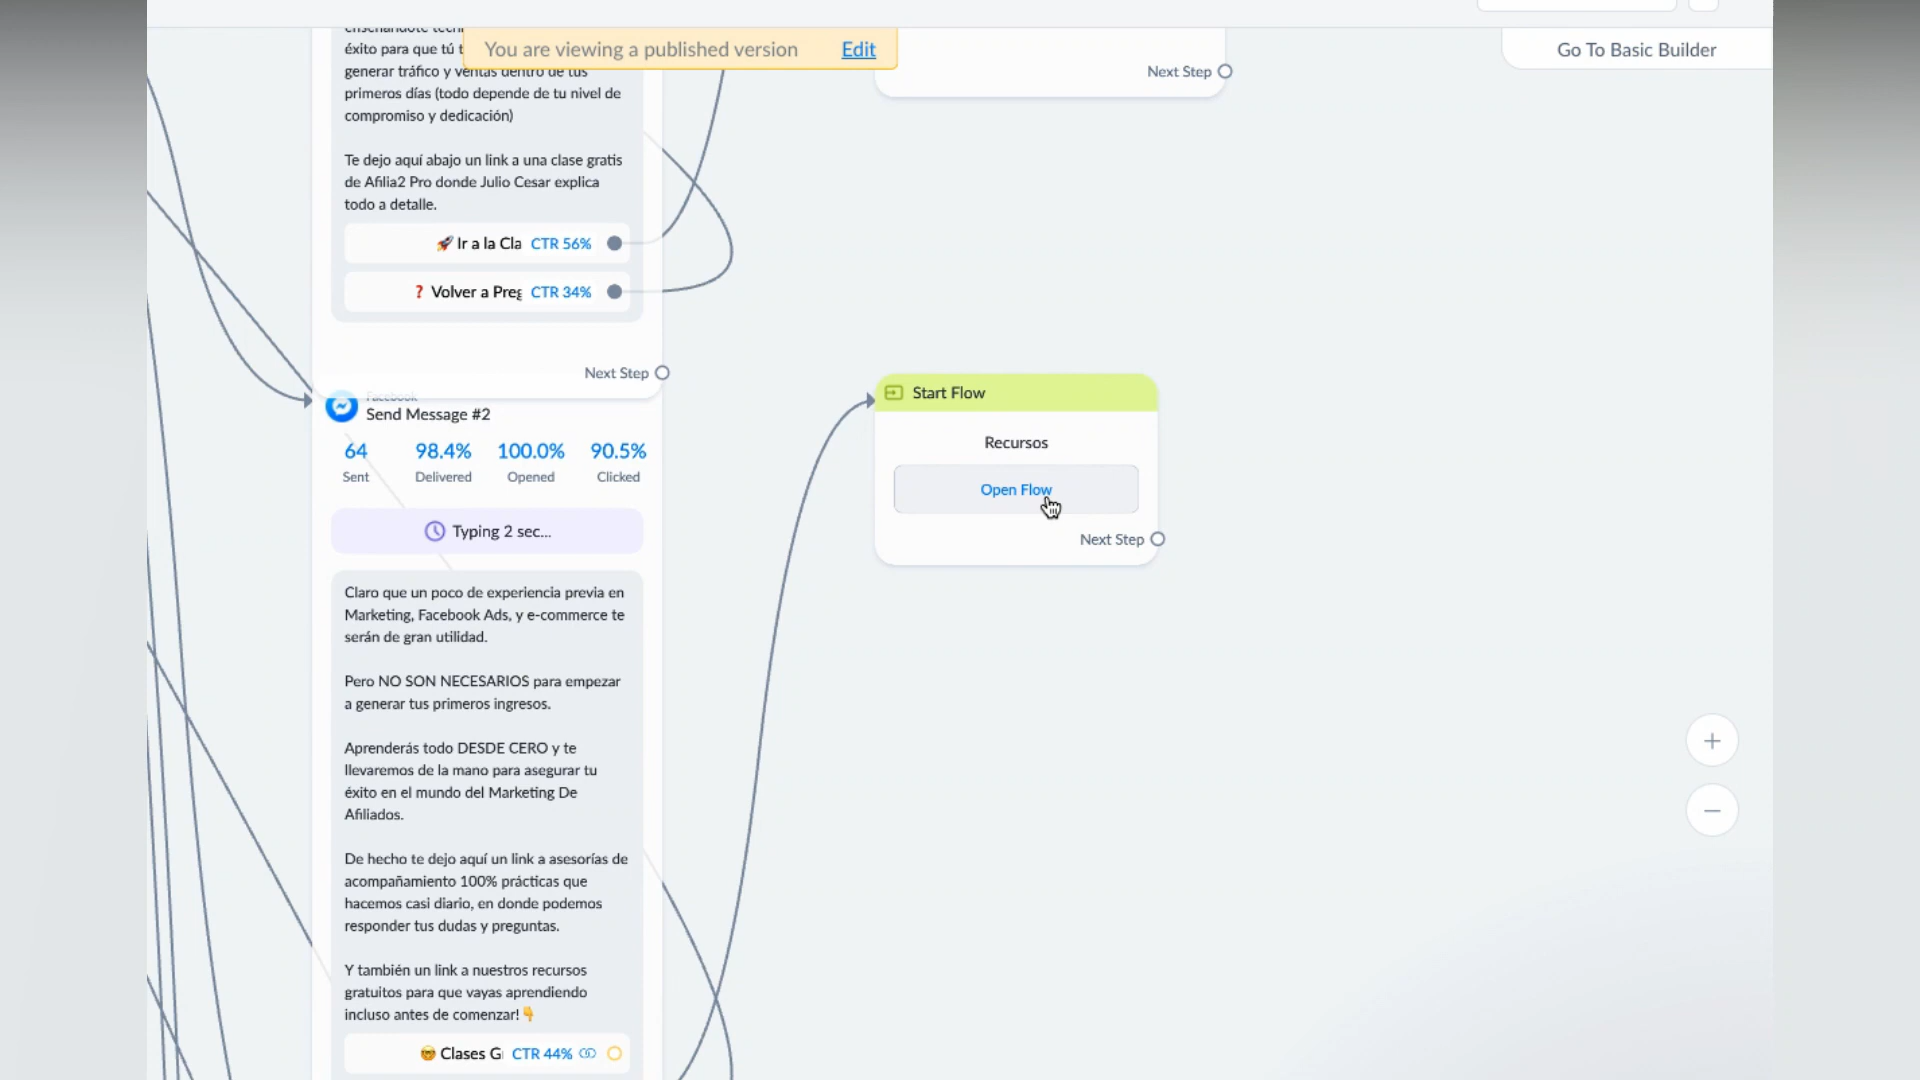 You are viewing a published version Edit
Go To Basic Builder
éxito para que tú t
generar tráfico y ventas dentro de tus
primeros días (todo depende de tu nivel de
compromiso y dedicación)
Te dejo aquí abajo un link a una clase gratis
de Afilia2 Pro donde Julio Cesar explica
todo a detalle.
🚀 Ir a la Cla CTR 56%
❓ Volver a Preg CTR 34%
Next Step
Next Step
Facebook
Send Message #2
64 98.4% 100.0% 90.5%
Sent Delivered Opened Clicked
Typing 2 sec...
Claro que un poco de experiencia previa en
Marketing, Facebook Ads, y e-commerce te
serán de gran utilidad.
Pero NO SON NECESARIOS para empezar
a generar tus primeros ingresos.
Aprenderás todo DESDE CERO y te
llevaremos de la mano para asegurar tu
éxito en el mundo del Marketing De
Afiliados.
De hecho te dejo aquí un link a asesorías de
acompañamiento 100% prácticas que
hacemos casi diario, en donde podemos
responder tus dudas y preguntas.
Y también un link a nuestros recursos
gratuitos para que vayas aprendiendo
incluso antes de comenzar!👇
🤓 Clases G CTR 44%
Start Flow
Recursos
Open Flow
Next Step